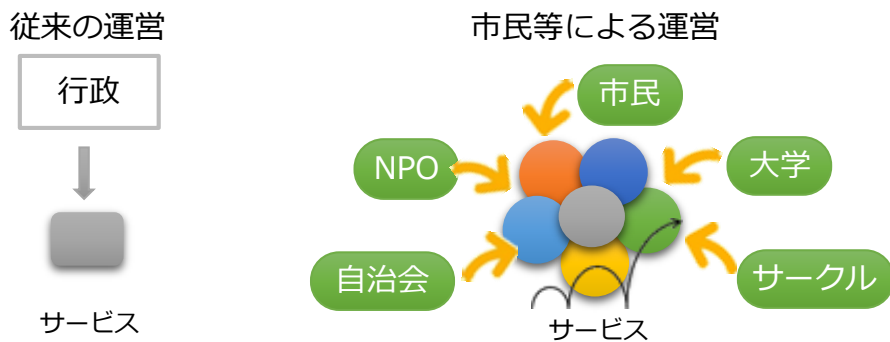 従来の運営
行政
サービス
市民等による運営
市民
NPO
大学
自治会
サークル
サービス